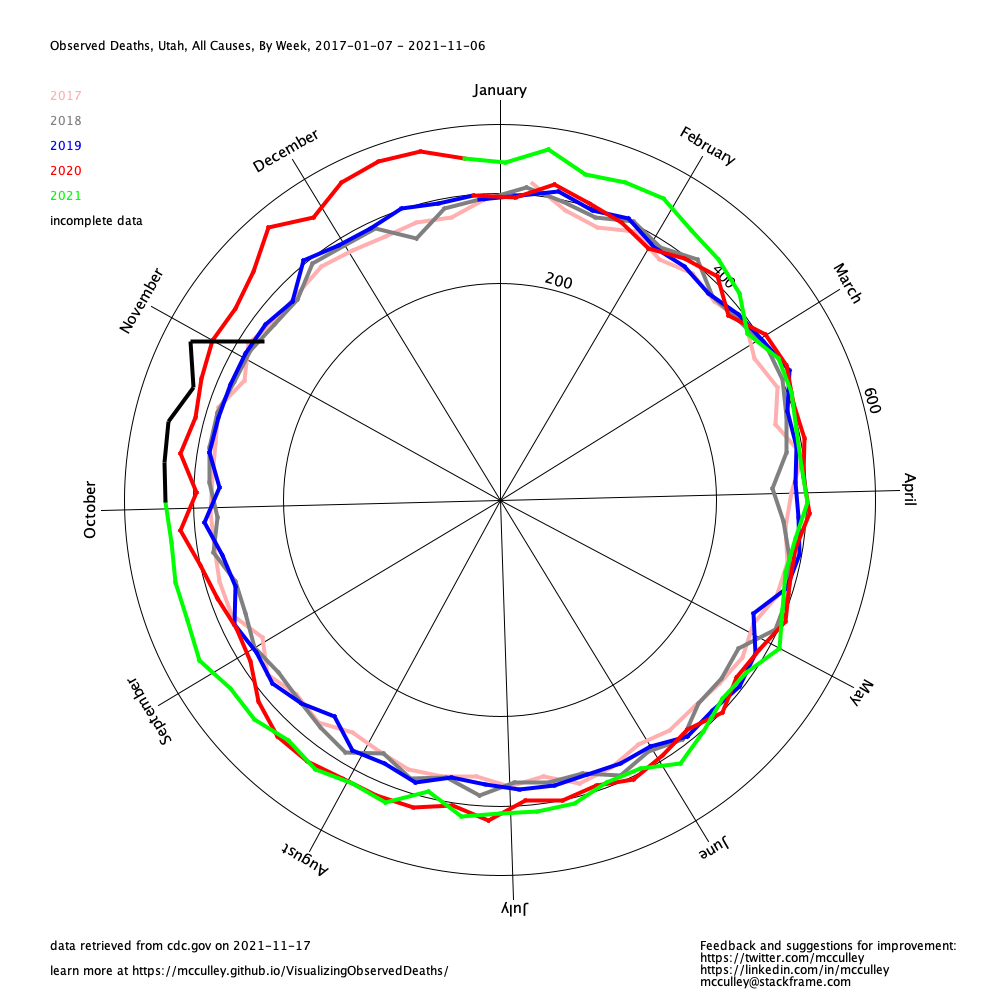 Observed Deaths, Utah, All Causes, By Week, 2017-01-07 - 2021-11-06
2017
2018
2019
2020
2021
incomplete data
January
February
March
April
May
June
July
August
September
October
November
December
200
400
600
data retrieved from cdc.gov on 2021-11-17
learn more at https://mcculley.github.io/VisualizingObservedDeaths/
Feedback and suggestions for improvement:
https://twitter.com/mcculley
https://linkedin.com/in/mcculley
mcculley@stackframe.com